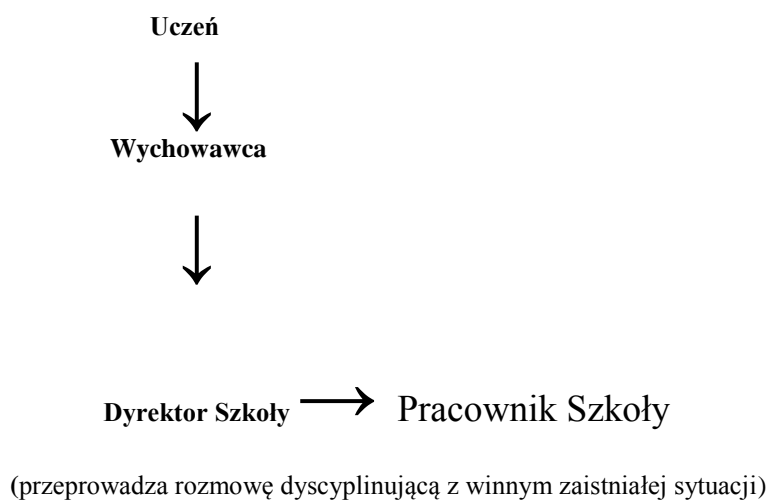 Uczeń
Wychowawca
Dyrektor Szkoły Pracownik Szkoły
(przeprowadza rozmowę dyscyplinującą z winnym zaistniałej sytuacji)